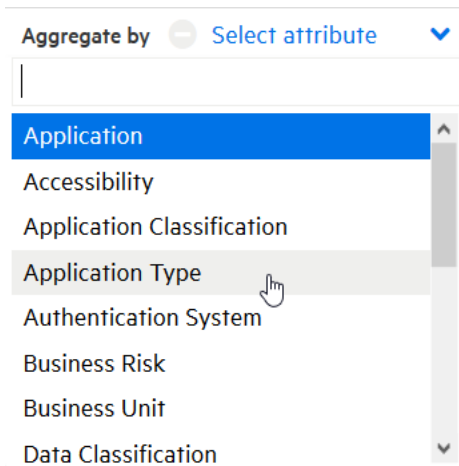 Aggregate by Select attribute
Application
Accessibility
Application Classification
Application Type
Authentication System
Business Risk
Business Unit
Data Classification